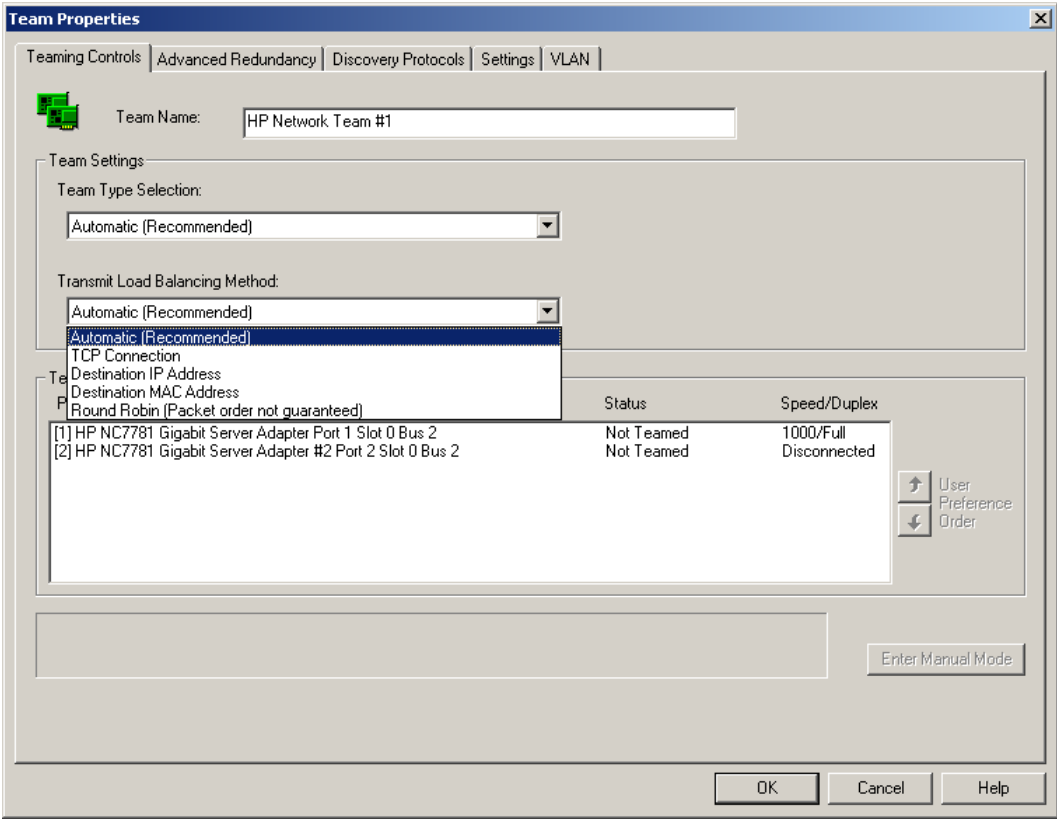 Team Properties
Teaming Controls Advanced Redundancy Discovery Protocols Settings VLAN
Team Name: HP Network Team #1
Team Settings
Team Type Selection:
Automatic (Recommended)
Transmit Load Balancing Method:
Automatic (Recommended)
Automatic (Recommended)
TCP Connection
Destination IP Address
Destination MAC Address
Round Robin (Packet order not guaranteed)
Status Speed/Duplex
[1] HP NC7781 Gigabit Server Adapter Port 1 Slot 0 Bus 2 Not Teamed 1000/Full
[2] HP NC7781 Gigabit Server Adapter #2 Port 2 Slot 0 Bus 2 Not Teamed Disconnected
User
Preference
Order
Enter Manual Mode
OK Cancel Help